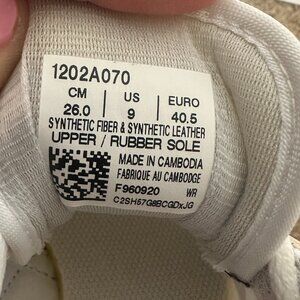 1202A070
CM US EURO
26.0 9 40.5
SYNTHETIC FIBER & SYNTHETIC LEATHER
UPPER / RUBBER SOLE
MADE IN CAMBODIA
FABRIQUE AU CAMBODGE
F960920 WR
C2SH57G8BCGDxJG